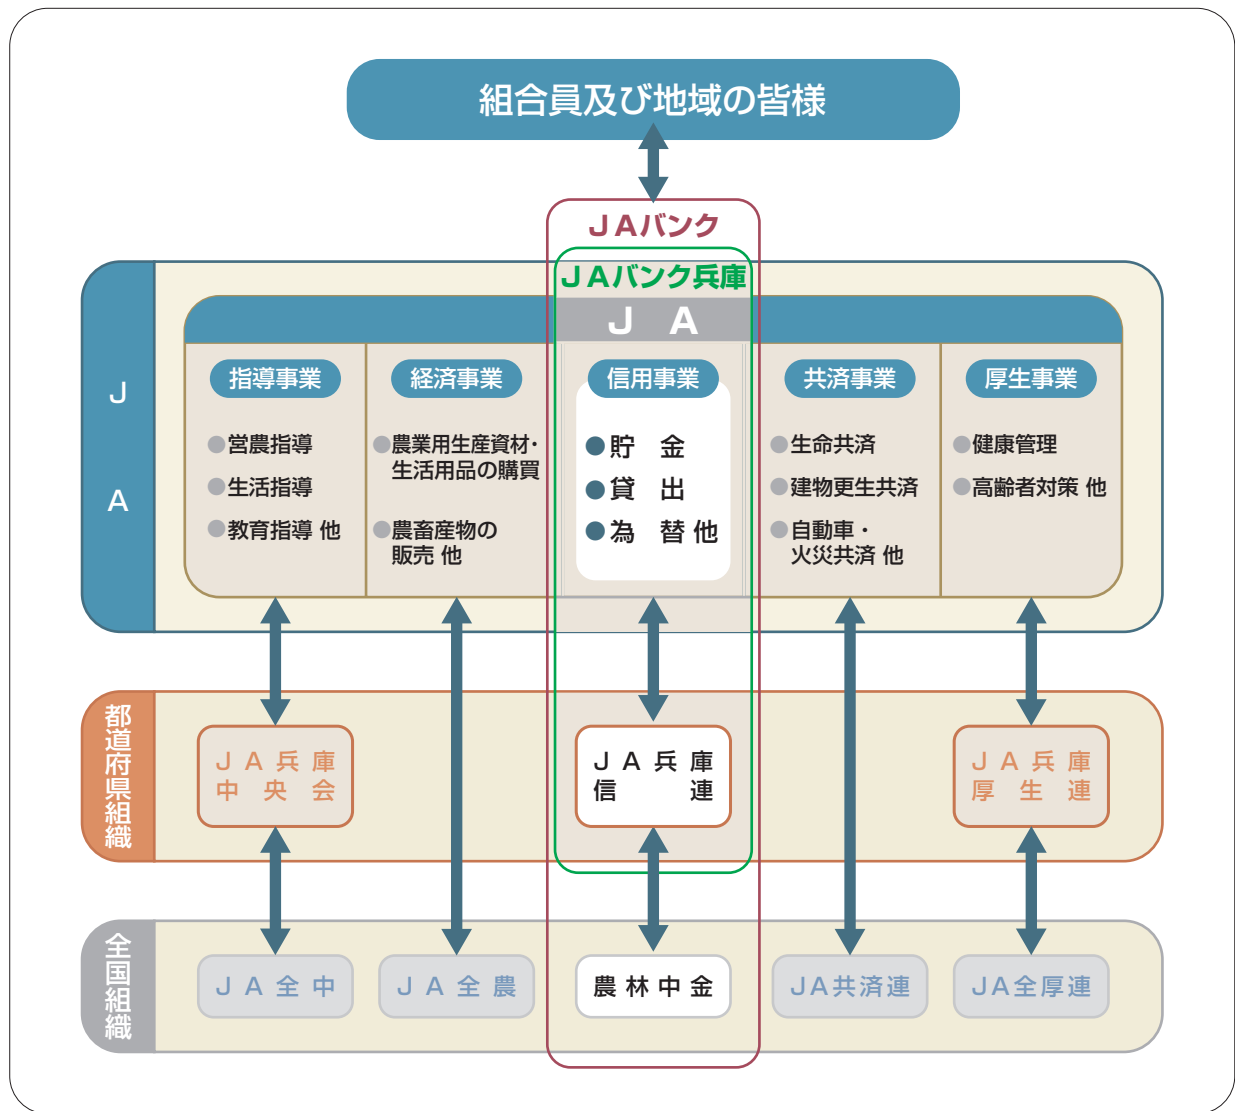 組合員及び地域の皆様
ＪＡバンク
ＪＡバンク兵庫
Ｊ Ａ
Ｊ Ａ
指導事業
●営農指導
●生活指導
●教育指導 他
経済事業
●農業用生産資材・
生活用品の購買
●農畜産物の
販売 他
信用事業
●貯 金
●貸 出
●為 替 他
共済事業
●生命共済
●建物更生共済
●自動車・
火災共済 他
厚生事業
●健康管理
●高齢者対策 他
都道府県組織
ＪＡ兵庫
中央会
ＪＡ兵庫
信連
ＪＡ兵庫
厚生連
全国組織
ＪＡ全中
ＪＡ全農
農林中金
JA共済連
JA全厚連